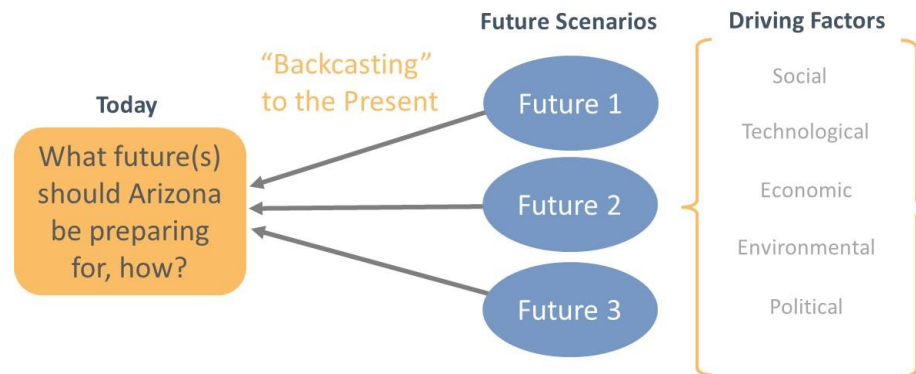 Future Scenarios
Driving Factors
“Backcasting”
to the Present
Today
What future(s)
should Arizona
be preparing
for, how?
Future 1
Future 2
Future 3
Social
Technological
Economic
Environmental
Political